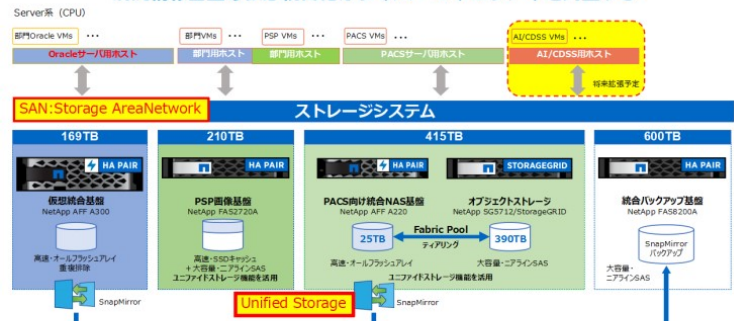 Server系 (CPU)
部門Oracle VMs ･･･
部門VMs ･･･
PSP VMs ･･･
PACS VMs ･･･
AI/CDSS VMs ･･･
Oracleサーバ用ホスト
部門用ホスト
部門用ホスト
PACSサーバ用ホスト
AI/CDSS用ホスト
将来拡張予定
SAN:Storage AreaNetwork
ストレージシステム
169TB
210TB
415TB
600TB
HA PAIR
HA PAIR
HA PAIR
STORAGEGRID
HA PAIR
仮想統合基盤
NetApp AFF A300
PSP画像基盤
NetApp FAS2720A
PACS向け統合NAS基盤
NetApp AFF A220
オブジェクトストレージ
NetApp SG5712/StorageGRID
統合バックアップ基盤
NetApp FAS8200A
25TB
Fabric Pool
ティアリング
390TB
SnapMirror
バックアップ
高速・オールフラッシュアレイ
重複排除
高速・SSDキャッシュ
＋大容量・ニアラインSAS
ユニファイドストレージ機能を活用
高速・オールフラッシュアレイ
大容量・ニアラインSAS
ユニファイドストレージ機能を活用
大容量・
ニアラインSAS
SnapMirror
Unified Storage
SnapMirror